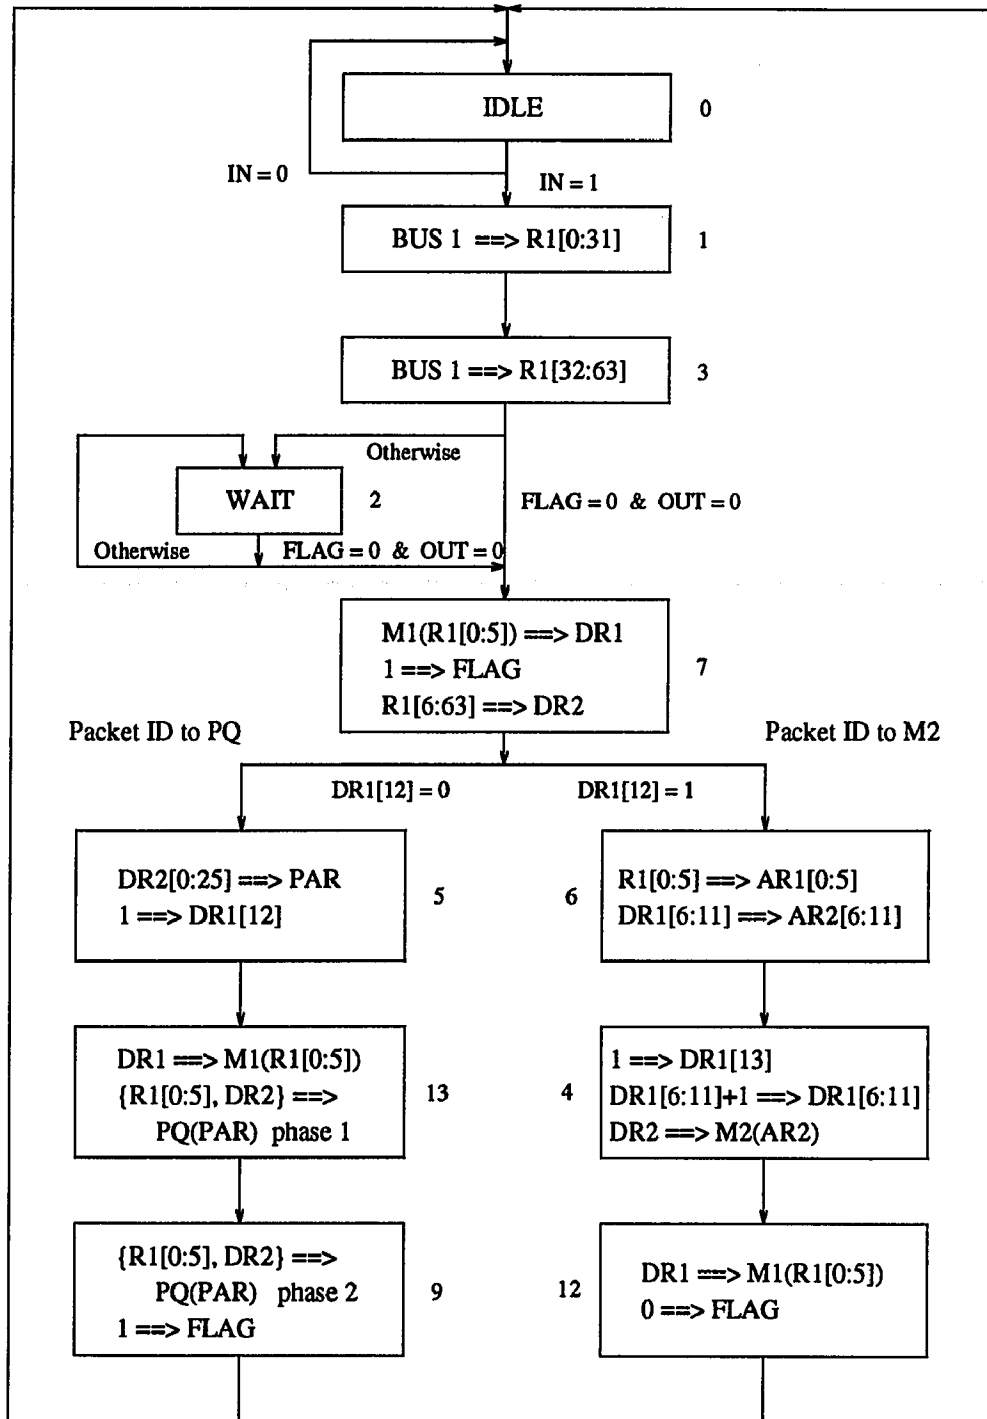 IDLE
0
IN = 0
IN = 1
BUS 1 ==> R1[0:31]
1
BUS 1 ==> R1[32:63]
3
Otherwise
WAIT
2
FLAG = 0 & OUT = 0
Otherwise
FLAG = 0 & OUT = 0
M1(R1[0:5]) ==> DR1
1 ==> FLAG
R1[6:63] ==> DR2
7
Packet ID to PQ
Packet ID to M2
DR1[12] = 0
DR1[12] = 1
DR2[0:25] ==> PAR
1 ==> DR1[12]
5
6
R1[0:5] ==> AR1[0:5]
DR1[6:11] ==> AR2[6:11]
DR1 ==> M1(R1[0:5])
{R1[0:5], DR2} ==>
PQ(PAR) phase 1
13
4
1 ==> DR1[13]
DR1[6:11]+1 ==> DR1[6:11]
DR2 ==> M2(AR2)
{R1[0:5], DR2} ==>
PQ(PAR) phase 2
1 ==> FLAG
9
12
DR1 ==> M1(R1[0:5])
0 ==> FLAG